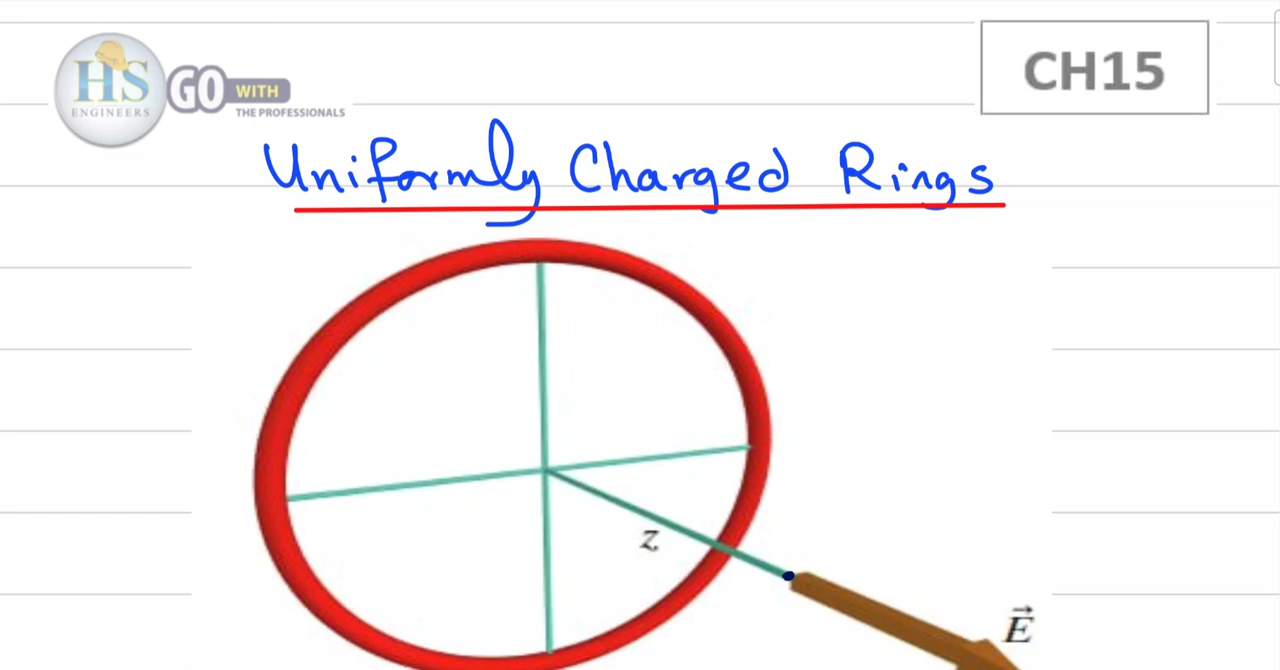 HS
ENGINEERS
GO WITH
THE PROFESSIONALS
CH15
Uniformly Charged Rings
z
E⃗